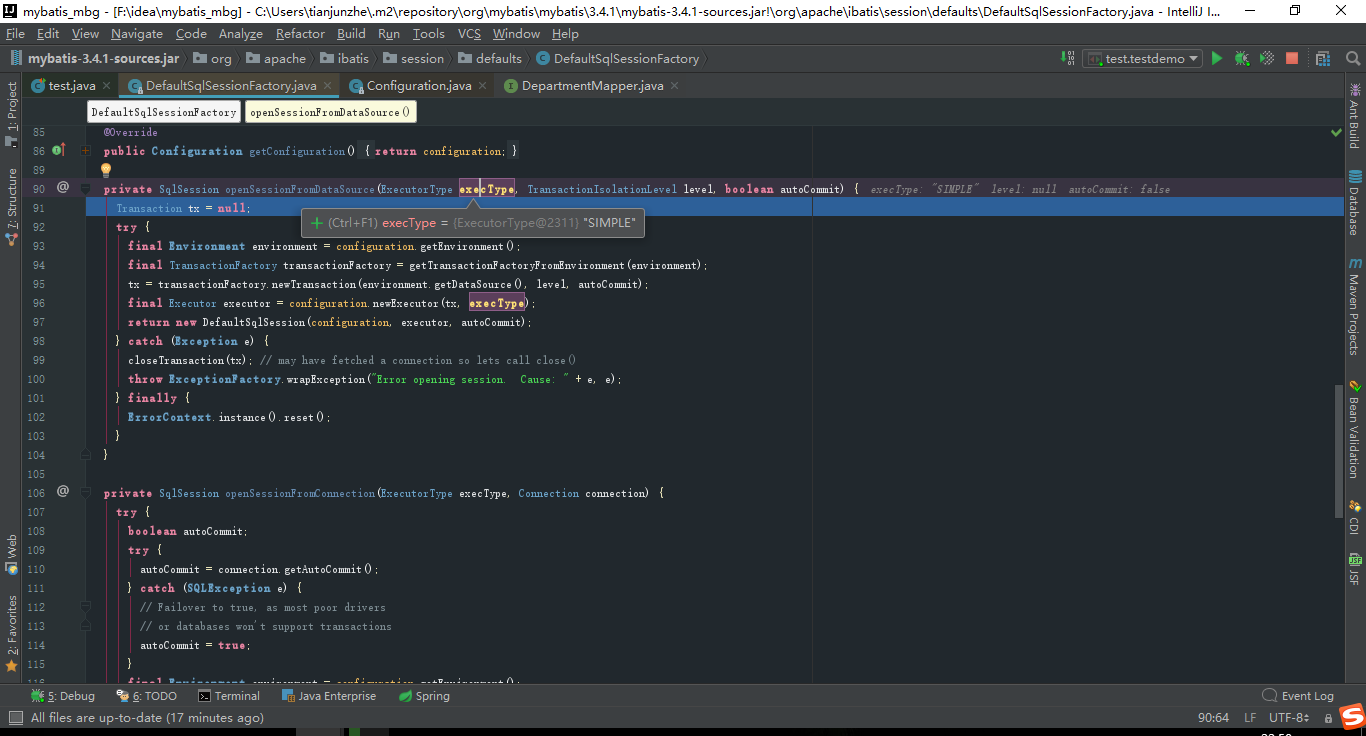 mybatis_mbg - [F:\idea\mybatis_mbg] - C:\Users\tianjunzhe\.m2\repository\org\mybatis\mybatis\3.4.1\mybatis-3.4.1-sources.jar!\org\apache\ibatis\session\defaults\DefaultSqlSessionFactory.java - IntelliJ I...
File Edit View Navigate Code Analyze Refactor Build Run Tools VCS Window Help
mybatis-3.4.1-sources.jar org apache ibatis session defaults DefaultSqlSessionFactory test.testdemo
test.java DefaultSqlSessionFactory.java Configuration.java DepartmentMapper.java
DefaultSqlSessionFactory openSessionFromDataSource()
85 @Override
86 public Configuration getConfiguration() { return configuration; }
89
90 @ private SqlSession openSessionFromDataSource(ExecutorType execType, TransactionIsolationLevel level, boolean autoCommit) { execType: "SIMPLE" level: null autoCommit: false
91 Transaction tx = null;
92 try {
+ (Ctrl+F1) execType = {ExecutorType@2311} "SIMPLE"
93 final Environment environment = configuration.getEnvironment();
94 final TransactionFactory transactionFactory = getTransactionFactoryFromEnvironment(environment);
95 tx = transactionFactory.newTransaction(environment.getDataSource(), level, autoCommit);
96 final Executor executor = configuration.newExecutor(tx, execType);
97 return new DefaultSqlSession(configuration, executor, autoCommit);
98 } catch (Exception e) {
99 closeTransaction(tx); // may have fetched a connection so lets call close()
100 throw ExceptionFactory.wrapException("Error opening session.  Cause: " + e, e);
101 } finally {
102 ErrorContext.instance().reset();
103 }
104 }
105
106 @ private SqlSession openSessionFromConnection(ExecutorType execType, Connection connection) {
107 try {
108 boolean autoCommit;
109 try {
110 autoCommit = connection.getAutoCommit();
111 } catch (SQLException e) {
112 // Failover to true, as most poor drivers
113 // or databases won't support transactions
114 autoCommit = true;
115 }
116 final Environment environment = configuration.getEnvironment();
1: Project
7: Structure
Web
2: Favorites
Ant Build
Database
Maven Projects
Bean Validation
CDI
JSF
5: Debug 6: TODO Terminal Java Enterprise Spring Event Log
All files are up-to-date (17 minutes ago) 90:64 LF UTF-8